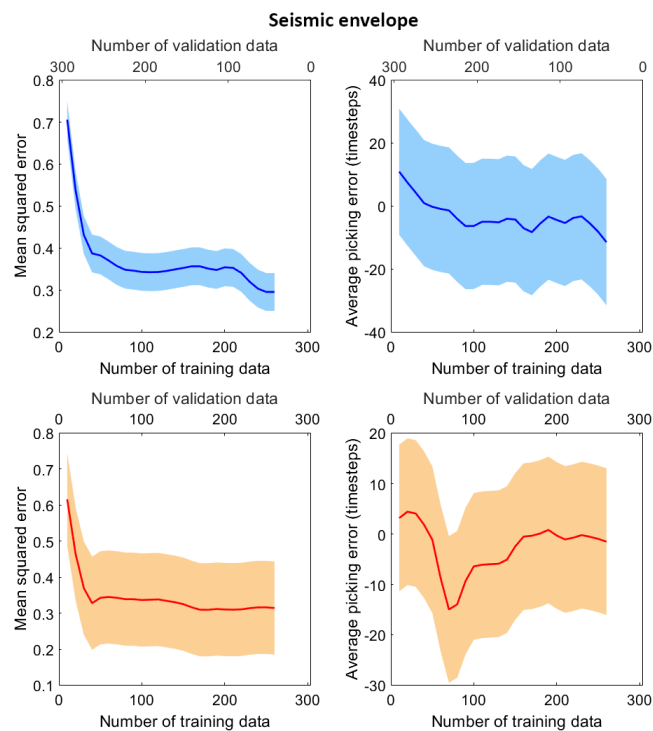 Seismic envelope
Number of validation data
300 200 100 0
Mean squared error
0.8
0.7
0.6
0.5
0.4
0.3
0.2
0 100 200 300
Number of training data
Number of validation data
300 200 100 0
Average picking error (timesteps)
40
20
0
-20
-40
0 100 200 300
Number of training data
Number of validation data
0 100 200 300
Mean squared error
0.8
0.7
0.6
0.5
0.4
0.3
0.2
0.1
0 100 200 300
Number of training data
Number of validation data
0 100 200 300
Average picking error (timesteps)
20
10
0
-10
-20
-30
0 100 200 300
Number of training data